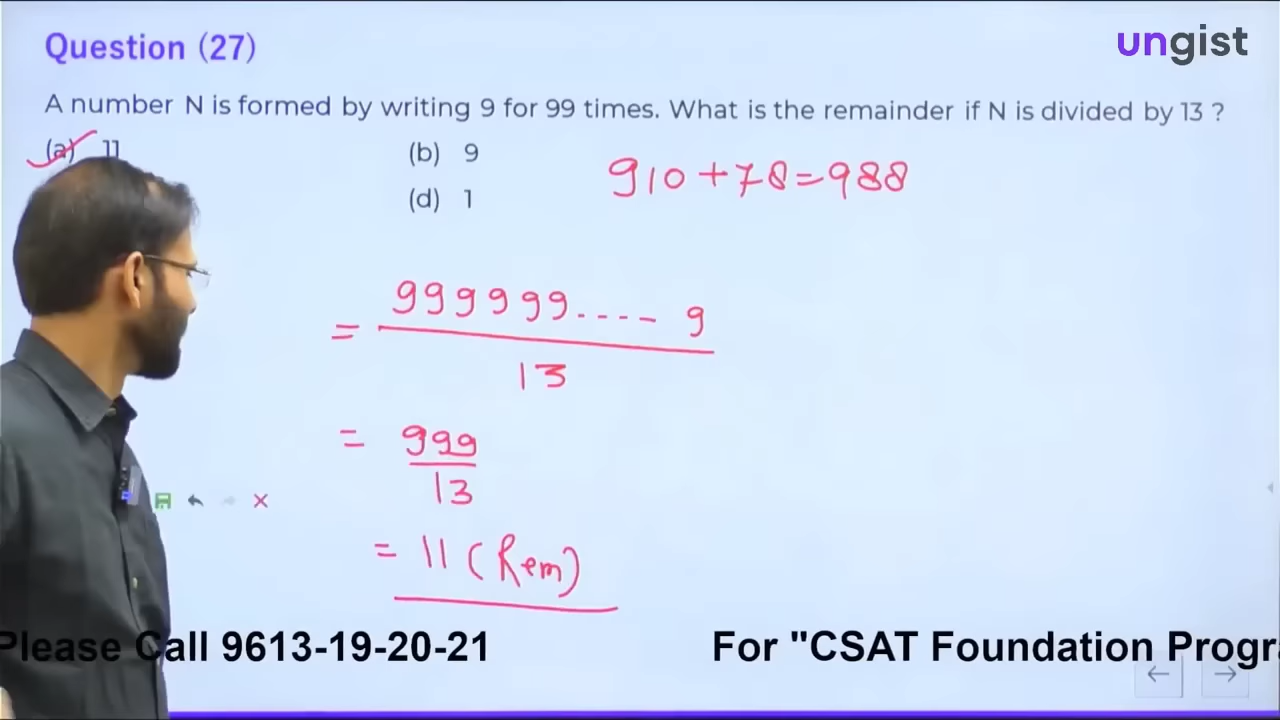 Question (27)
ungist
A number N is formed by writing 9 for 99 times. What is the remainder if N is divided by 13 ?
(a) 11
(b) 9
(d) 1
910+78=988
= 999999.... 9
13
= 999
13
= 11 (Rem)
Please Call 9613-19-20-21
For "CSAT Foundation Progra